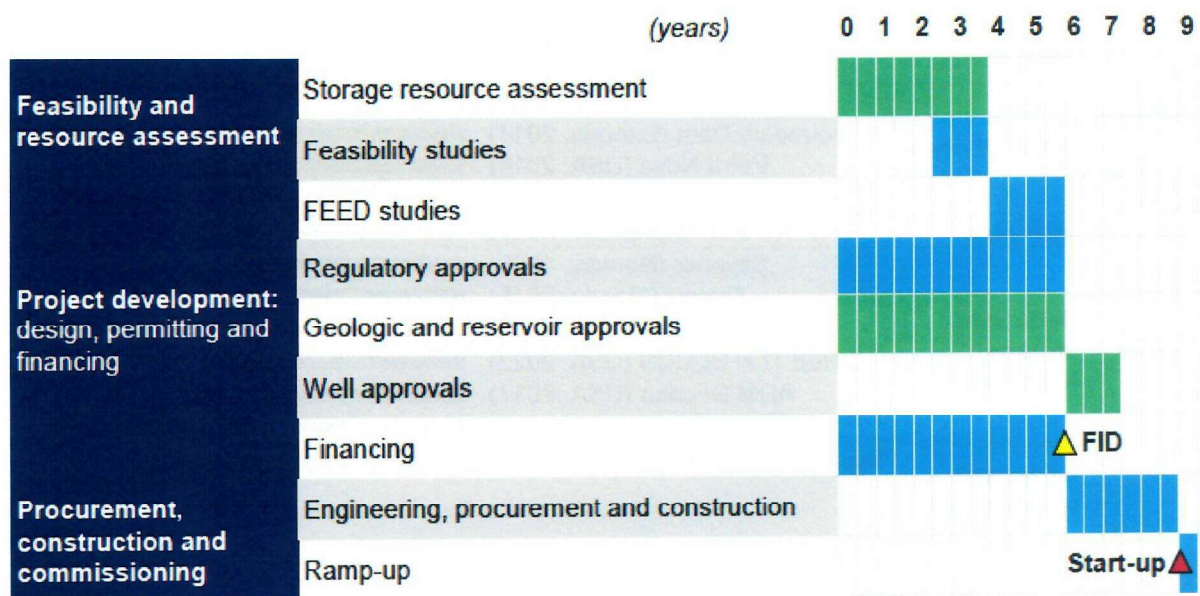 (years) 0 1 2 3 4 5 6 7 8 9
Feasibility and
resource assessment
Storage resource assessment
Feasibility studies
FEED studies
Regulatory approvals
Project development:
design, permitting and
financing
Geologic and reservoir approvals
Well approvals
Financing
FID
Procurement,
construction and
commissioning
Engineering, procurement and construction
Ramp-up
Start-up